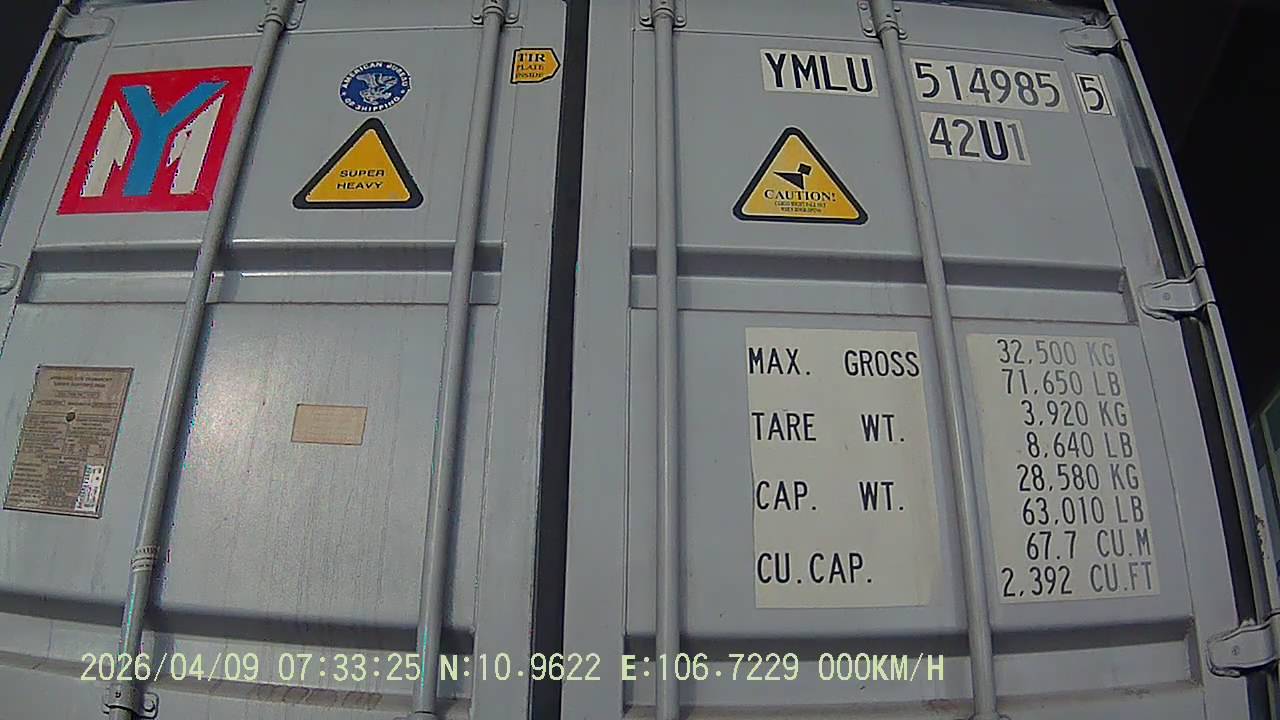 YM
AMERICAN BUREAU OF SHIPPING
TIR
PLATE
INSIDE
SUPER
HEAVY
YMLU 514985 5
42U1
CAUTION!
MAX. GROSS 32,500 KG
71,650 LB
TARE WT. 3,920 KG
8,640 LB
CAP. WT. 28,580 KG
63,010 LB
CU.CAP. 67.7 CU.M
2,392 CU.FT
2026/04/09 07:33:25 N:10.9622 E:106.7229 000KM/H